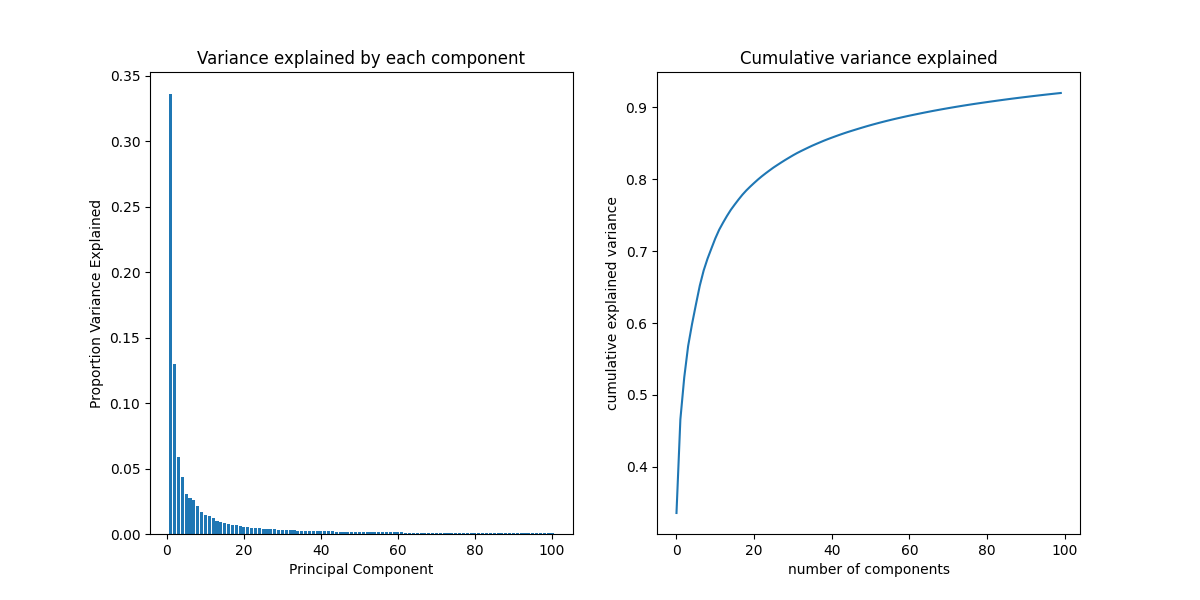 Variance explained by each component
Proportion Variance Explained
0.35
0.30
0.25
0.20
0.15
0.10
0.05
0.00
0 20 40 60 80 100
Principal Component
Cumulative variance explained
cumulative explained variance
0.9
0.8
0.7
0.6
0.5
0.4
0 20 40 60 80 100
number of components